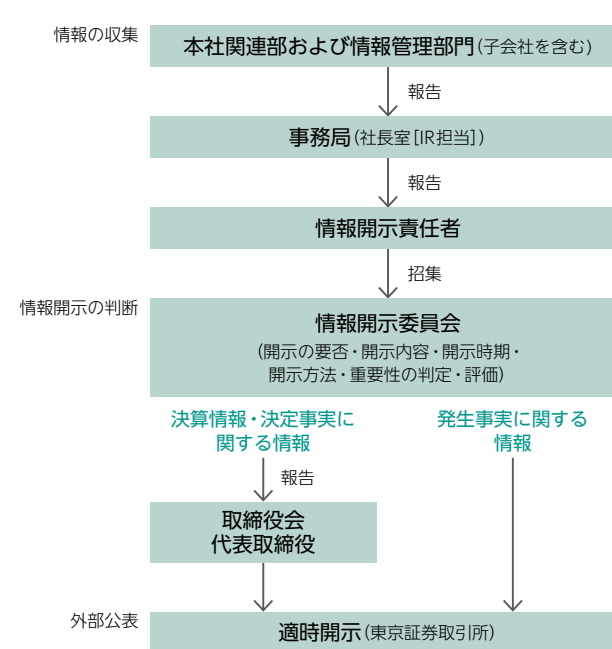 情報の収集
本社関連部および情報管理部門(子会社を含む)
報告
事務局(社長室[IR担当])
報告
情報開示責任者
招集
情報開示の判断
情報開示委員会
(開示の要否・開示内容・開示時期・
開示方法・重要性の判定・評価)
決算情報・決定事実に
関する情報
発生事実に関する
情報
報告
取締役会
代表取締役
外部公表
適時開示(東京証券取引所)